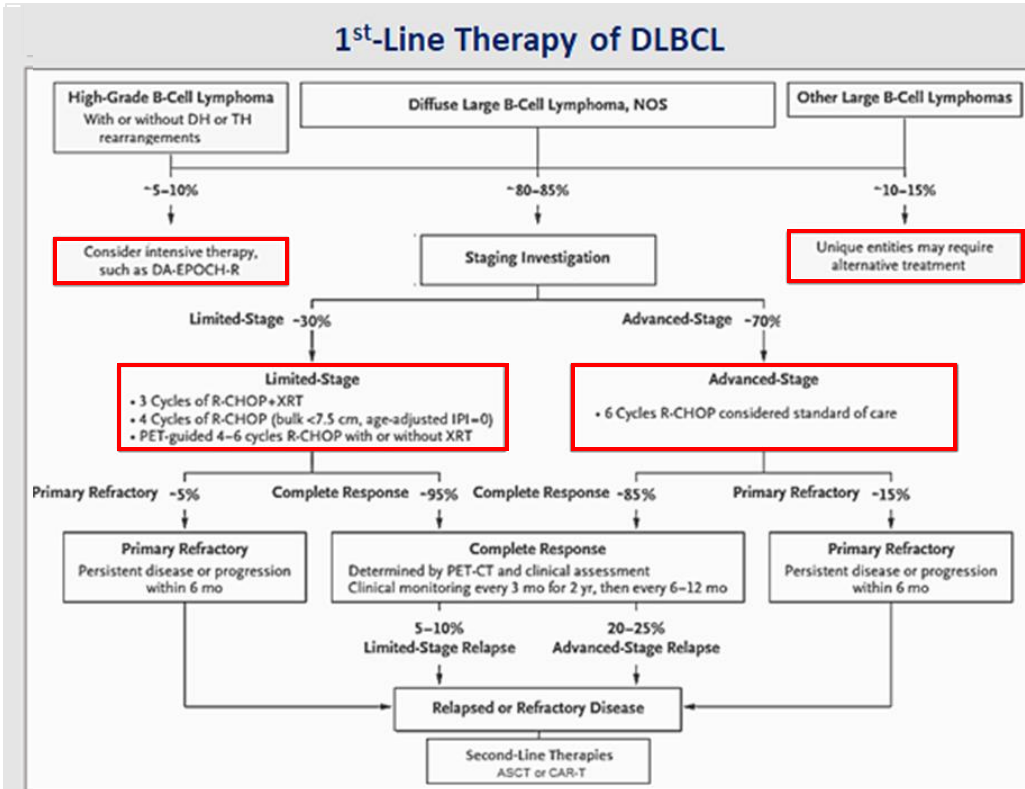 1st-Line Therapy of DLBCL
High-Grade B-Cell Lymphoma
With or without DH or TH
rearrangements
Diffuse Large B-Cell Lymphoma, NOS
Other Large B-Cell Lymphomas
~5–10%
~80–85%
~10–15%
Consider intensive therapy,
such as DA-EPOCH-R
Staging Investigation
Unique entities may require
alternative treatment
Limited-Stage ~30%
Advanced-Stage ~70%
Limited-Stage
• 3 Cycles of R-CHOP+XRT
• 4 Cycles of R-CHOP (bulk <7.5 cm, age-adjusted IPI=0)
• PET-guided 4–6 cycles R-CHOP with or without XRT
Advanced-Stage
• 6 Cycles R-CHOP considered standard of care
Primary Refractory ~5%
Complete Response ~95%
Complete Response ~85%
Primary Refractory ~15%
Primary Refractory
Persistent disease or progression
within 6 mo
Complete Response
Determined by PET-CT and clinical assessment
Clinical monitoring every 3 mo for 2 yr, then every 6–12 mo
Primary Refractory
Persistent disease or progression
within 6 mo
5–10%
Limited-Stage Relapse
20–25%
Advanced-Stage Relapse
Relapsed or Refractory Disease
Second-Line Therapies
ASCT or CAR-T